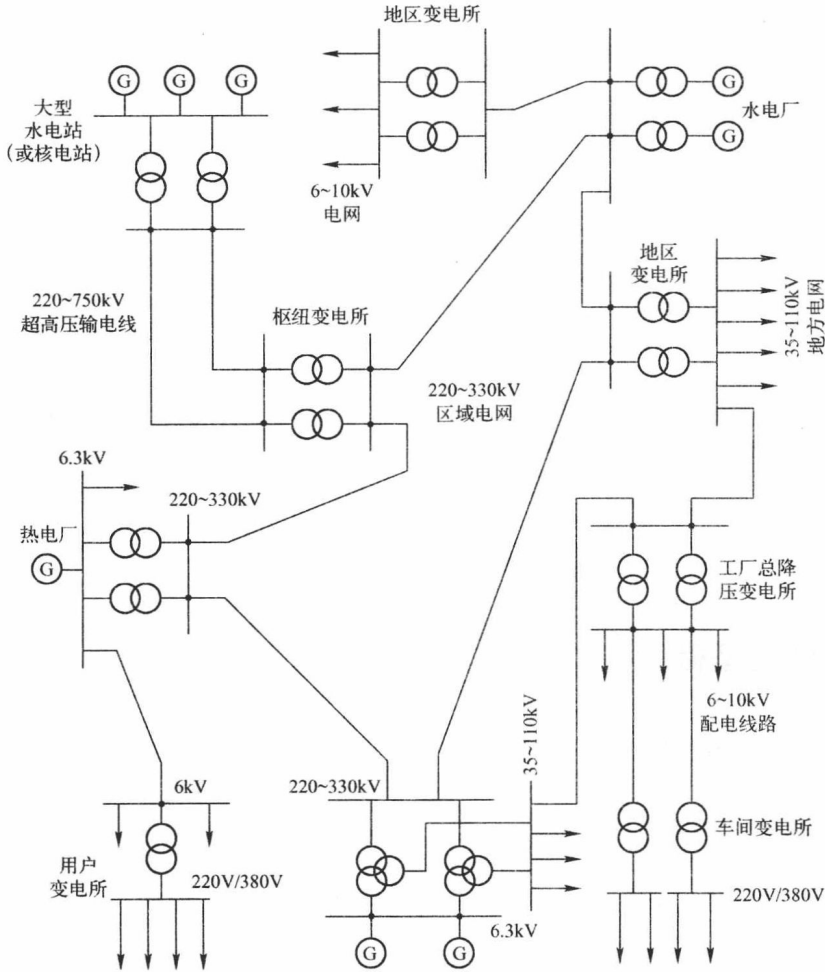 地区变电所
G
G
G
G
大型
水电站
(或核电站)
水电厂
G
6~10kV
电网
地区
变电所
220~750kV
超高压输电线
枢纽变电所
35~110kV
地方电网
220~330kV
区域电网
6.3kV
220~330kV
热电厂
G
工厂总降
压变电所
6~10kV
配电线路
35~110kV
220~330kV
6kV
车间变电所
用户
变电所
220V/380V
220V/380V
6.3kV
G
G